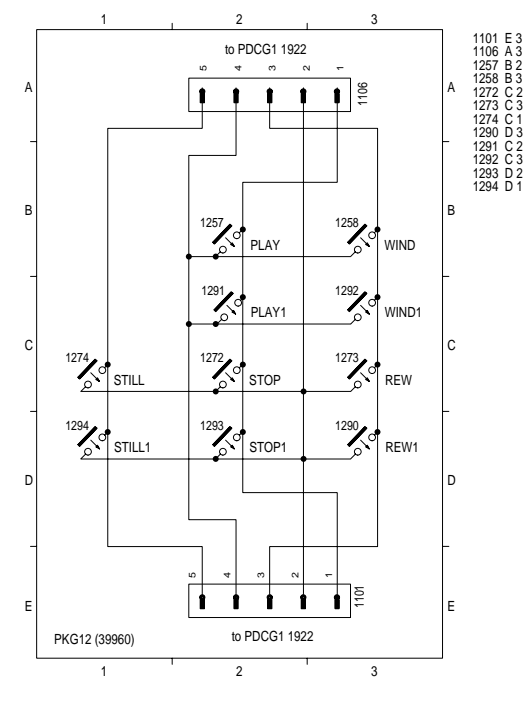 1 2 3
1101 E 3
1106 A 3
1257 B 2
1258 B 3
1272 C 2
1273 C 3
1274 C 1
1290 D 3
1291 C 2
1292 C 3
1293 D 2
1294 D 1
to PDCG1 1922
5 4 3 2 1
1106
A A
B B
1257 PLAY
1258 WIND
1291 PLAY1
1292 WIND1
C C
1274 STILL
1272 STOP
1273 REW
1294 STILL1
1293 STOP1
1290 REW1
D D
5 4 3 2 1
1101
E E
PKG12 (39960)
to PDCG1 1922
1 2 3